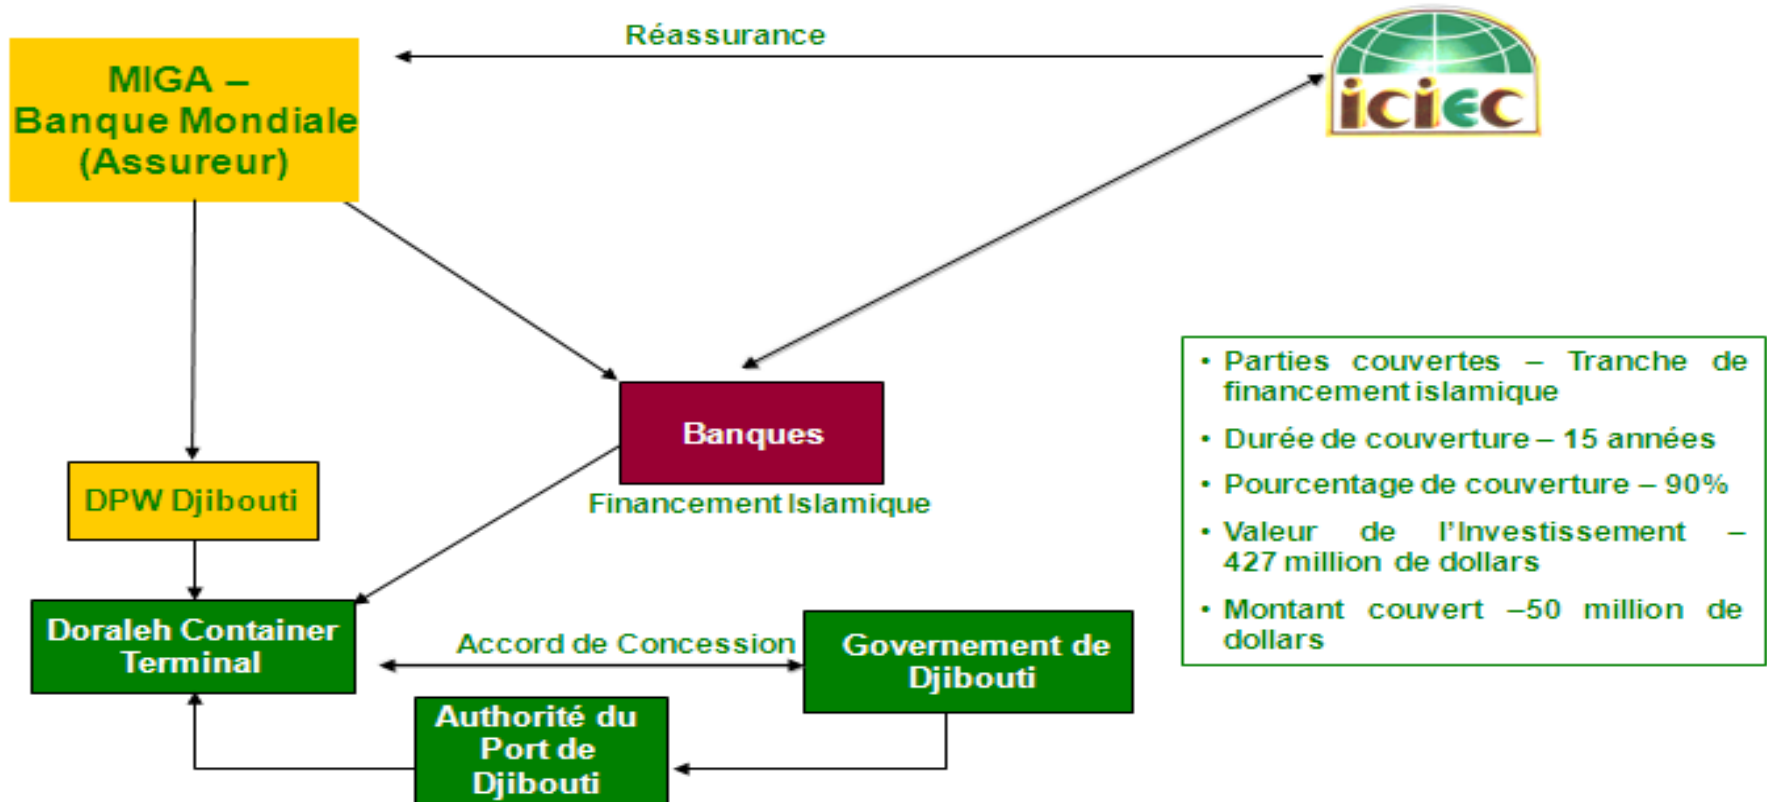 Réassurance
MIGA –
Banque Mondiale
(Assureur)
iciec
Banques
Financement Islamique
DPW Djibouti
Doraleh Container
Terminal
Accord de Concession
Governement de
Djibouti
Authorité du
Port de
Djibouti
• Parties couvertes – Tranche de
financement islamique
• Durée de couverture – 15 années
• Pourcentage de couverture – 90%
• Valeur de l’Investissement –
427 million de dollars
• Montant couvert –50 million de
dollars